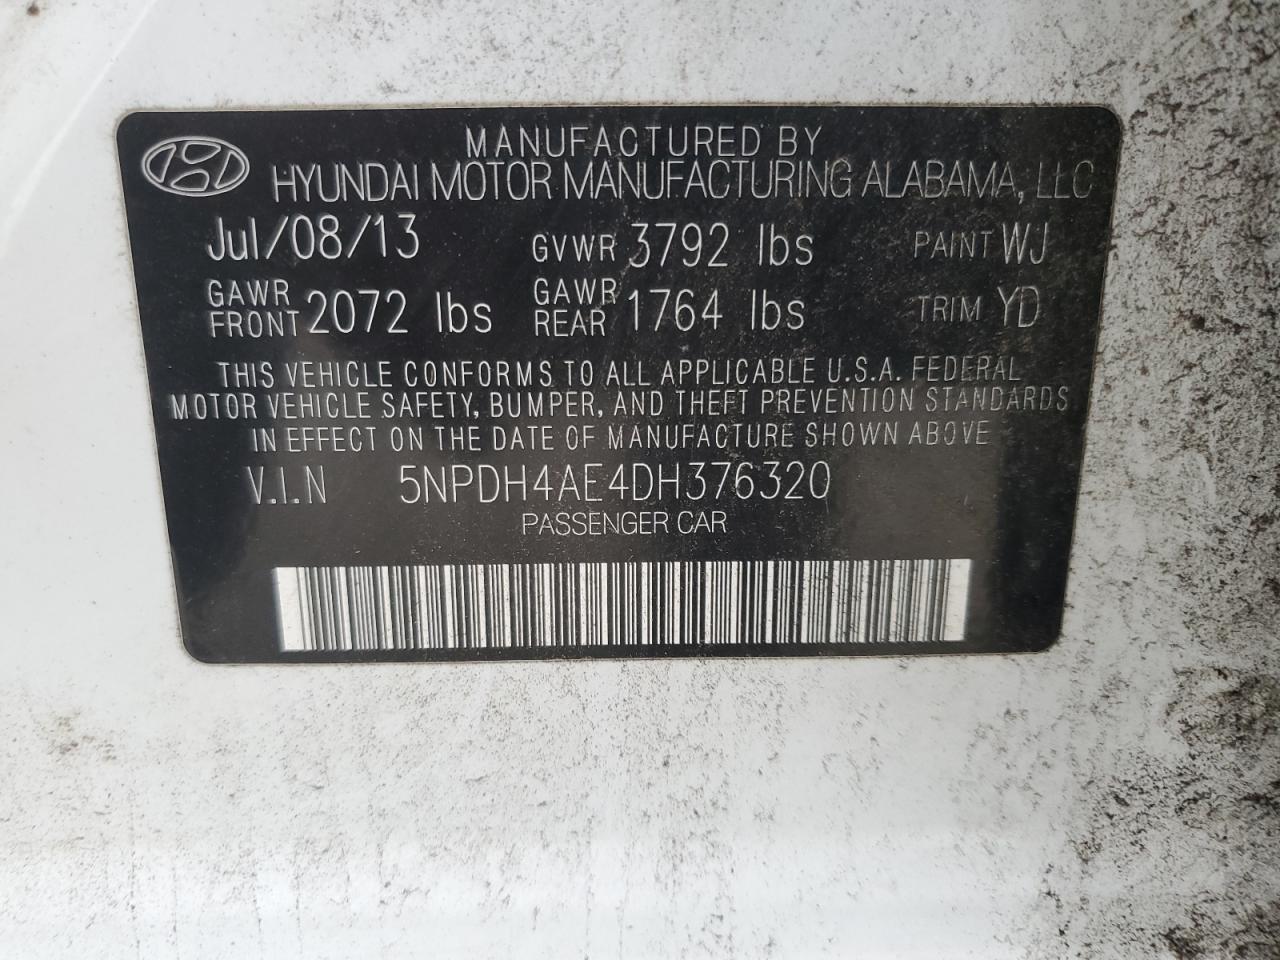 MANUFACTURED BY
HYUNDAI MOTOR MANUFACTURING ALABAMA, LLC
Jul/08/13 GVWR 3792 lbs PAINT WJ
GAWR FRONT 2072 lbs GAWR REAR 1764 lbs TRIM YD
THIS VEHICLE CONFORMS TO ALL APPLICABLE U.S.A. FEDERAL
MOTOR VEHICLE SAFETY, BUMPER, AND THEFT PREVENTION STANDARDS
IN EFFECT ON THE DATE OF MANUFACTURE SHOWN ABOVE
V.I.N 5NPDH4AE4DH376320
PASSENGER CAR